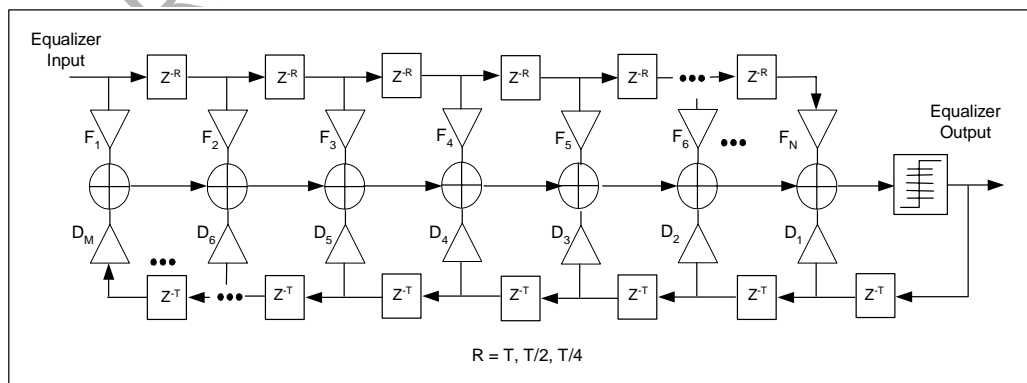 Equalizer
Input
Z-R Z-R Z-R Z-R Z-R Z-R
Equalizer
Output
F1 F2 F3 F4 F5 F6 FN
DM D6 D5 D4 D3 D2 D1
Z-T Z-T Z-T Z-T Z-T Z-T Z-T
R = T, T/2, T/4